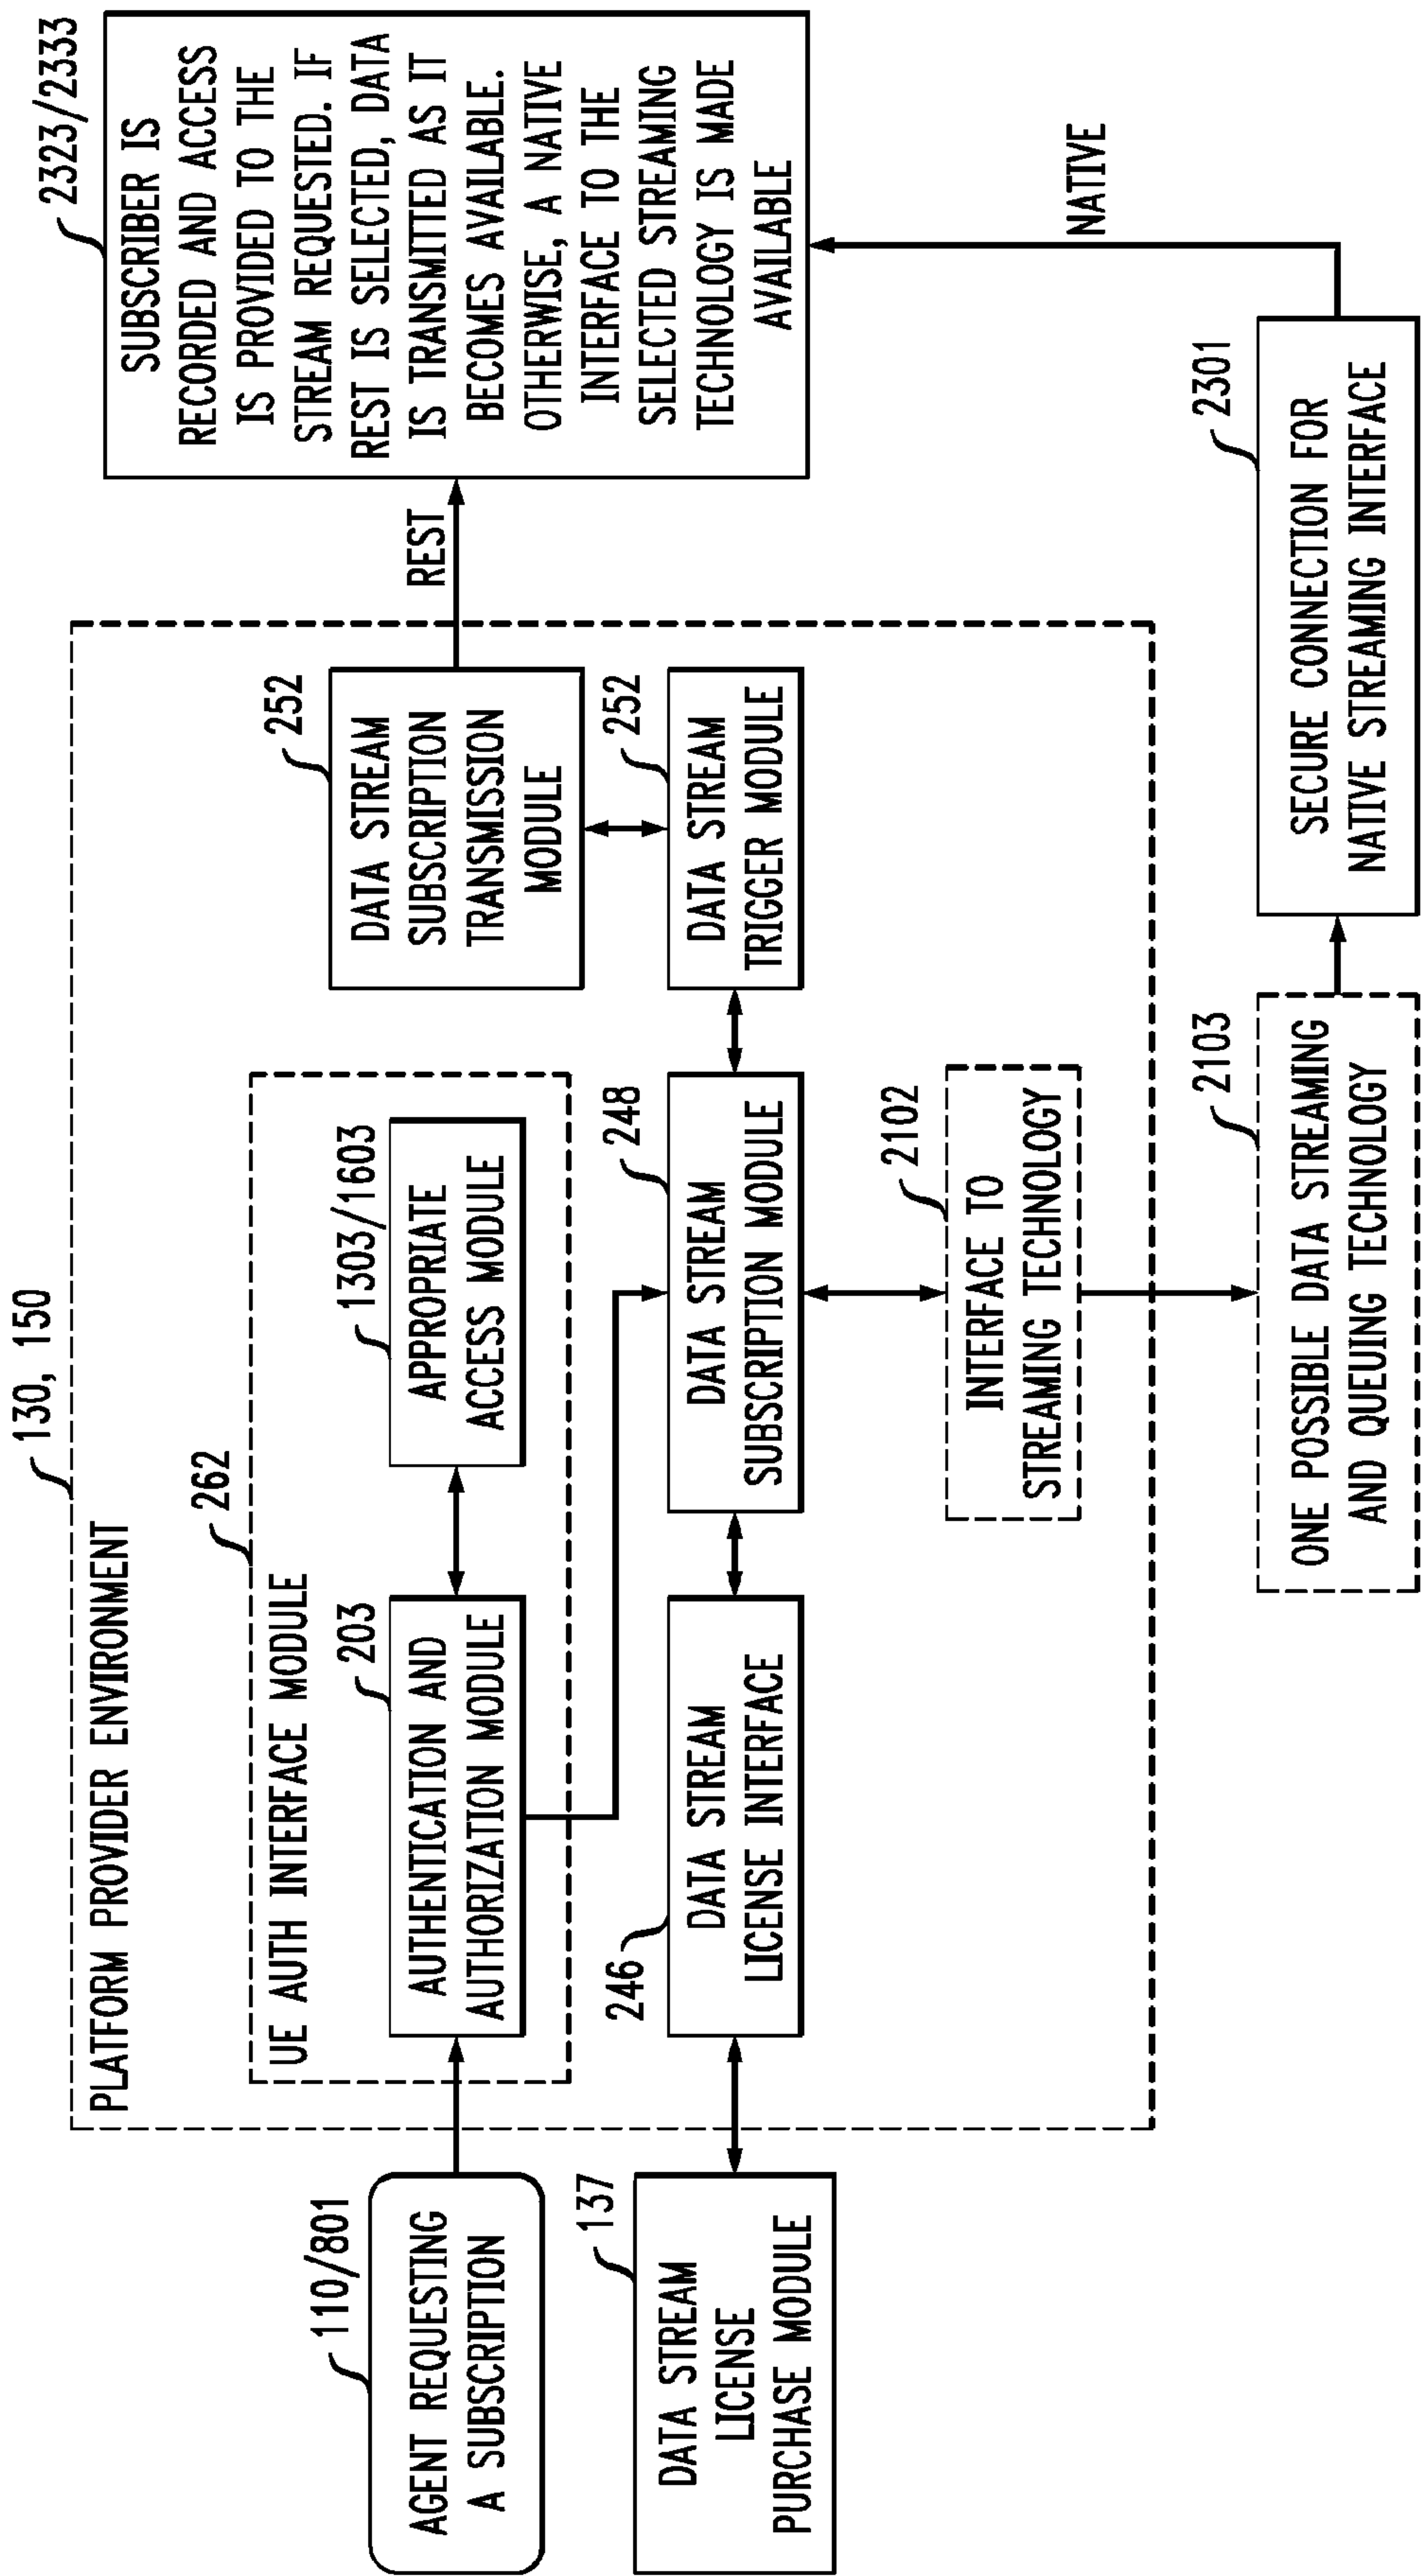 130, 150
PLATFORM PROVIDER ENVIRONMENT
262
UE AUTH INTERFACE MODULE
110/801
AGENT REQUESTING
A SUBSCRIPTION
203
AUTHENTICATION AND
AUTHORIZATION MODULE
1303/1603
APPROPRIATE
ACCESS MODULE
252
DATA STREAM
SUBSCRIPTION
TRANSMISSION
MODULE
REST
2323/2333
SUBSCRIBER IS
RECORDED AND ACCESS
IS PROVIDED TO THE
STREAM REQUESTED. IF
REST IS SELECTED, DATA
IS TRANSMITTED AS IT
BECOMES AVAILABLE.
OTHERWISE, A NATIVE
INTERFACE TO THE
SELECTED STREAMING
TECHNOLOGY IS MADE
AVAILABLE
137
DATA STREAM
LICENSE
PURCHASE MODULE
246
DATA STREAM
LICENSE INTERFACE
248
DATA STREAM
SUBSCRIPTION MODULE
252
DATA STREAM
TRIGGER MODULE
2102
INTERFACE TO
STREAMING TECHNOLOGY
2103
ONE POSSIBLE DATA STREAMING
AND QUEUING TECHNOLOGY
2301
SECURE CONNECTION FOR
NATIVE STREAMING INTERFACE
NATIVE